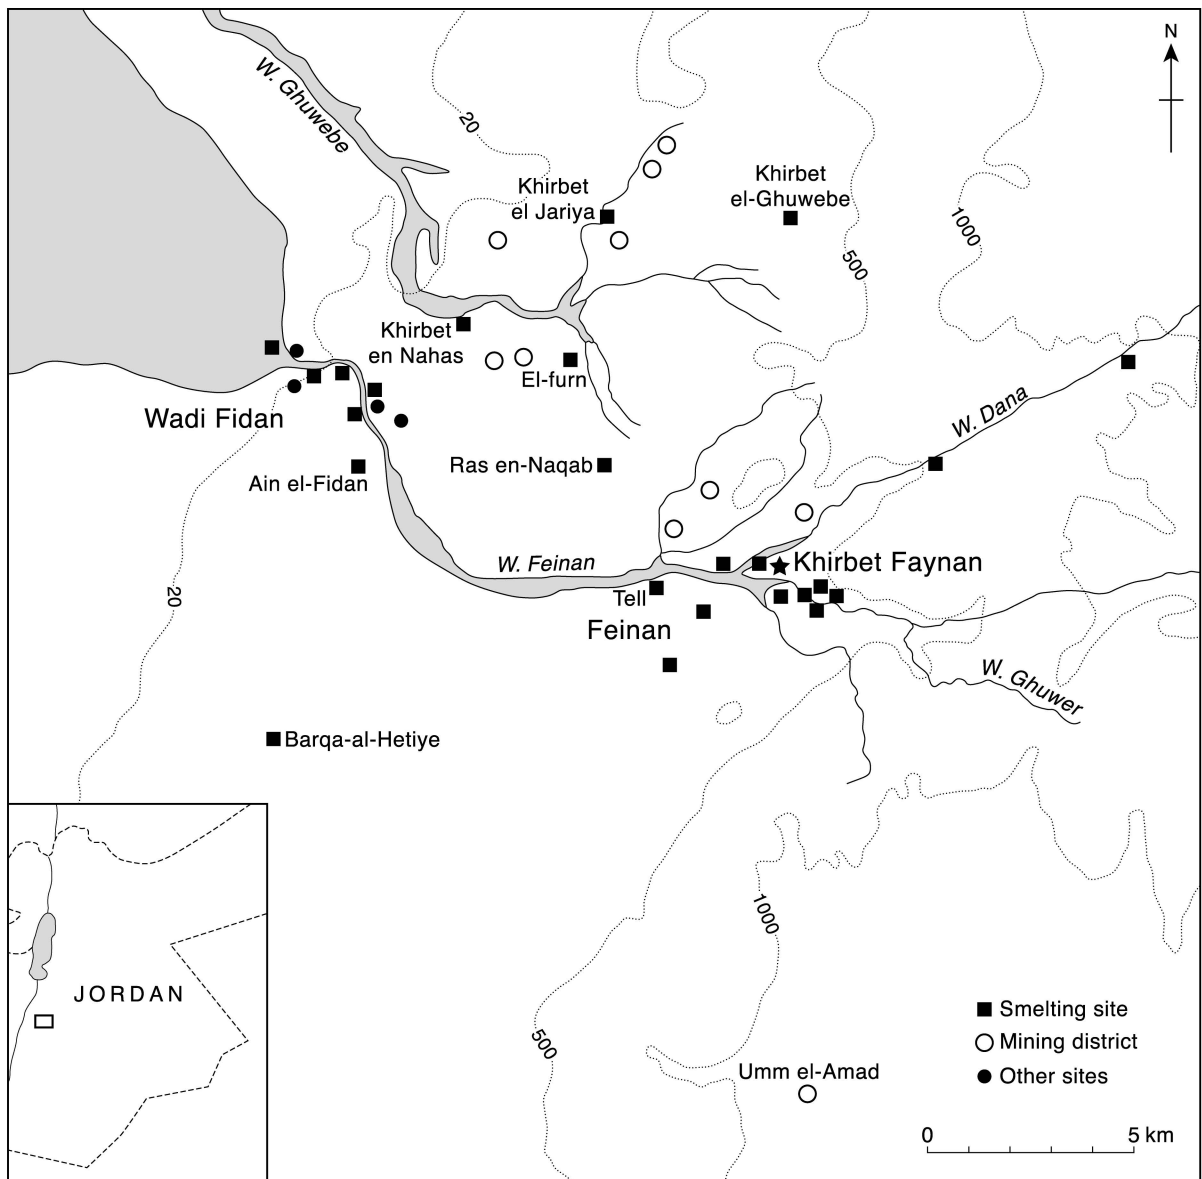 N
W. Ghuwebe
20
Khirbet
el Jariya
Khirbet
el-Ghuwebe
1000
500
Khirbet
en Nahas
El-furn
Wadi Fidan
W. Dana
Ras en-Naqab
Ain el-Fidan
W. Feinan
Khirbet Faynan
20
Tell
Feinan
W. Ghuwer
Barqa-al-Hetiye
1000
JORDAN
500
Umm el-Amad
Smelting site
Mining district
Other sites
0 5 km